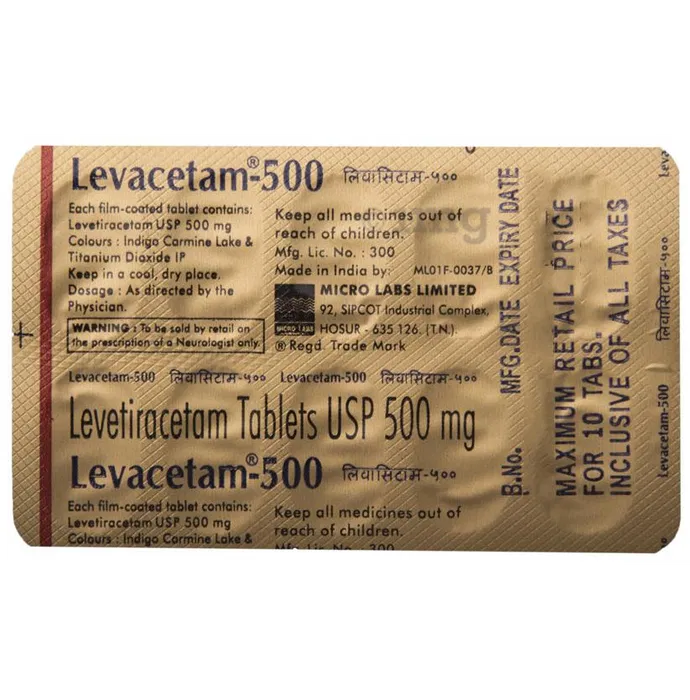 Levacetam®-500 लिवासिटाम-५००
Each film-coated tablet contains:
Levetiracetam USP 500 mg
Colours : Indigo Carmine Lake &
Titanium Dioxide IP
Keep in a cool, dry place.
Dosage : As directed by the
Physician.
WARNING : To be sold by retail on
the prescription of a Neurologist only.
Keep all medicines out of
reach of children.
Mfg. Lic. No. : 300
Made in India by: ML01F-0037/B
MICRO LABS
MICRO LABS LIMITED
92, SIPCOT Industrial Complex,
HOSUR - 635 126. (T.N.)
® Regd. Trade Mark
Levacetam-500 लिवासिटाम-५०० Levacetam-500 लिवासिटाम-५००
Levetiracetam Tablets USP 500 mg
Levacetam®-500 लिवासिटाम-५००
Each film-coated tablet contains:
Levetiracetam USP 500 mg
Colours : Indigo Carmine Lake &
Keep all medicines out of
reach of children.
Mfg. Lic. No. : 300
B.No. MFG.DATE EXPIRY DATE
MAXIMUM RETAIL PRICE
FOR 10 TABS.
INCLUSIVE OF ALL TAXES
Levacetam-500 लिवासिटाम-५००